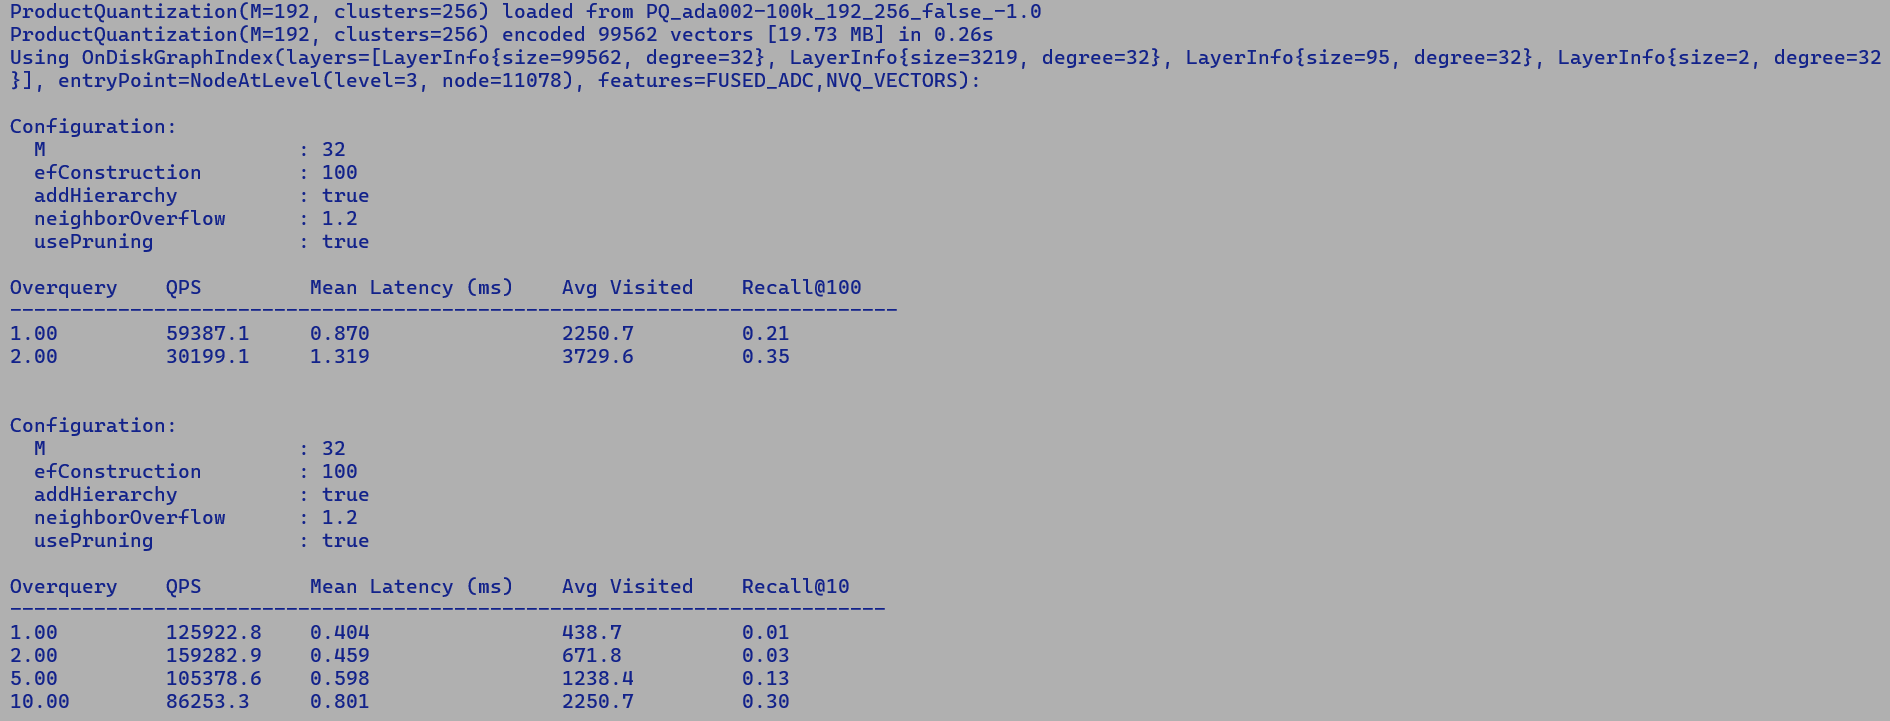 ProductQuantization(M=192, clusters=256) loaded from PQ_ada002-100k_192_256_false_-1.0
ProductQuantization(M=192, clusters=256) encoded 99562 vectors [19.73 MB] in 0.26s
Using OnDiskGraphIndex(layers=[LayerInfo{size=99562, degree=32}, LayerInfo{size=3219, degree=32}, LayerInfo{size=95, degree=32}, LayerInfo{size=2, degree=32
}], entryPoint=NodeAtLevel(level=3, node=11078), features=FUSED_ADC,NVQ_VECTORS):

Configuration:
  M                     : 32
  efConstruction        : 100
  addHierarchy          : true
  neighborOverflow      : 1.2
  usePruning            : true

Overquery    QPS         Mean Latency (ms)    Avg Visited    Recall@100
--------------------------------------------------------------------------
1.00         59387.1     0.870                2250.7         0.21
2.00         30199.1     1.319                3729.6         0.35

Configuration:
  M                     : 32
  efConstruction        : 100
  addHierarchy          : true
  neighborOverflow      : 1.2
  usePruning            : true

Overquery    QPS         Mean Latency (ms)    Avg Visited    Recall@10
-------------------------------------------------------------------------
1.00         125922.8    0.404                438.7          0.01
2.00         159282.9    0.459                671.8          0.03
5.00         105378.6    0.598                1238.4         0.13
10.00        86253.3     0.801                2250.7         0.30